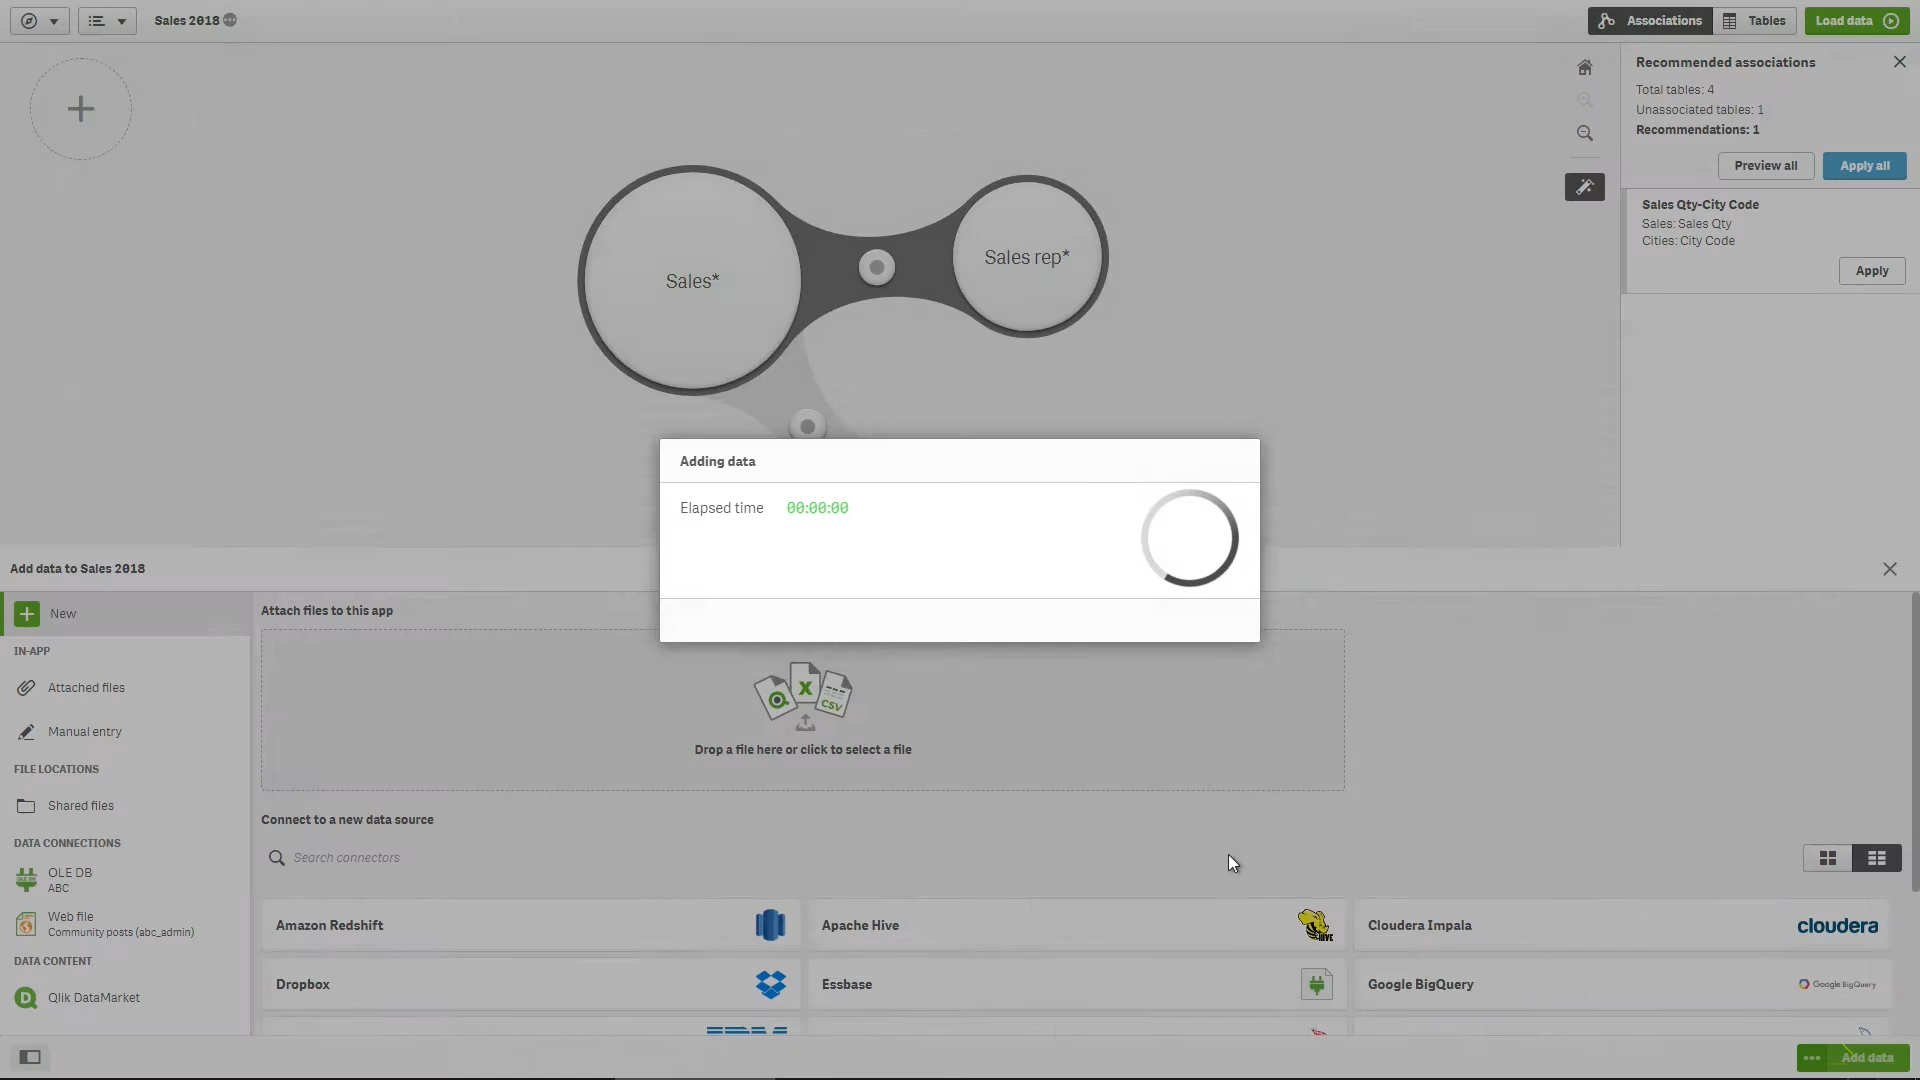 Sales 2018
Associations
Tables
Load data
Recommended associations
Total tables: 4
Unassociated tables: 1
Recommendations: 1
Preview all
Apply all
Sales Qty-City Code
Sales: Sales Qty
Cities: City Code
Apply
Sales*
Sales rep*
Adding data
Elapsed time 00:00:00
Add data to Sales 2018
New
IN-APP
Attached files
Manual entry
FILE LOCATIONS
Shared files
DATA CONNECTIONS
OLE DB
ABC
Web file
Community posts (abc_admin)
DATA CONTENT
Qlik DataMarket
Attach files to this app
X
CSV
Drop a file here or click to select a file
Connect to a new data source
Search connectors
Amazon Redshift
Apache Hive
HIVE
Cloudera Impala
cloudera
Dropbox
Essbase
Google BigQuery
Google BigQuery
Add data